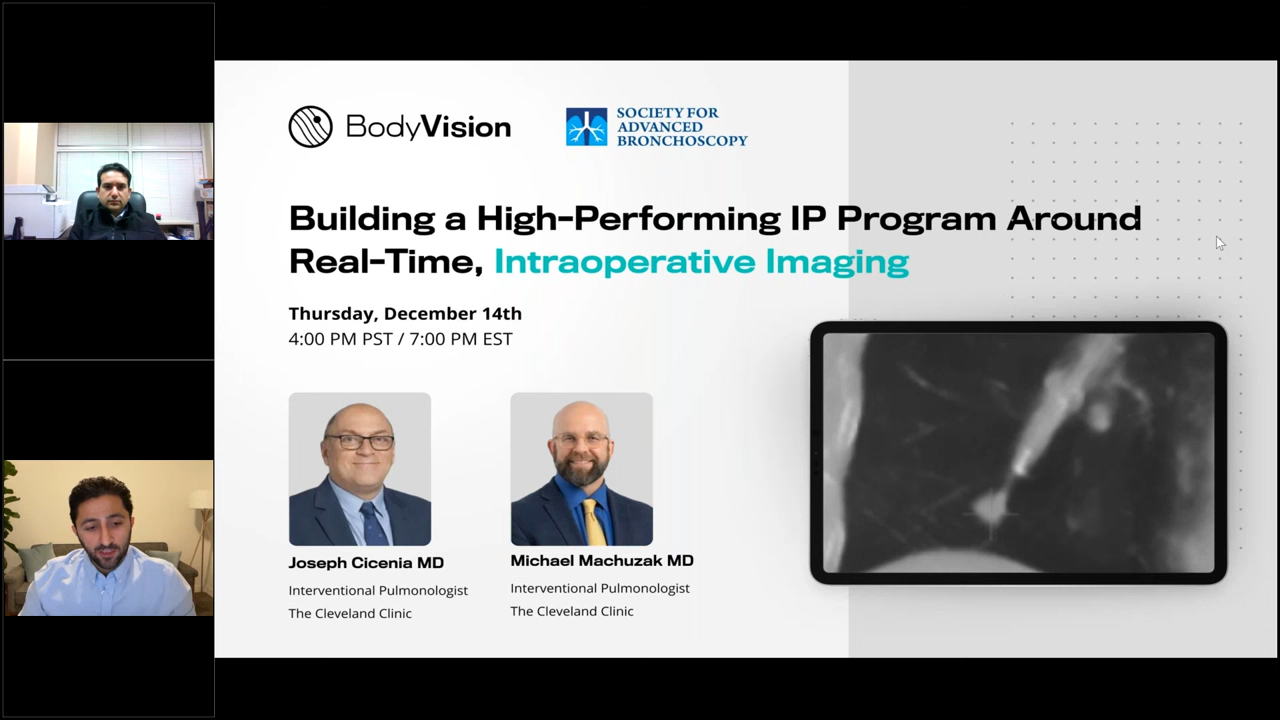 BodyVision
SOCIETY FOR
ADVANCED
BRONCHOSCOPY
Building a High-Performing IP Program Around
Real-Time, Intraoperative Imaging
Thursday, December 14th
4:00 PM PST / 7:00 PM EST
Joseph Cicenia MD
Interventional Pulmonologist
The Cleveland Clinic
Michael Machuzak MD
Interventional Pulmonologist
The Cleveland Clinic